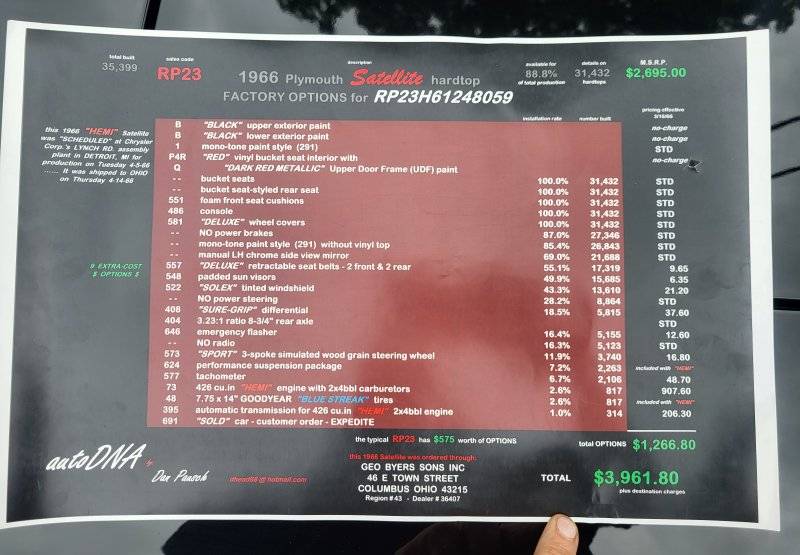 total built
35,399
sales code
RP23
description
1966 Plymouth Satellite hardtop
available for
88.8%
of total production
details on
31,432
hardtops
M.S.R.P.
$2,695.00
FACTORY OPTIONS for RP23H61248059
installation rate number built pricing effective
3/16/66
this 1966 "HEMI" Satellite
was "SCHEDULED" at Chrysler
Corp.'s LYNCH RD. assembly
plant in DETROIT, MI for
production on Tuesday 4-5-66
...... It was shipped to OHIO
on Thursday 4-14-66
B "BLACK" upper exterior paint no-charge
B "BLACK" lower exterior paint no-charge
1 mono-tone paint style (291) STD
P4R "RED" vinyl bucket seat interior with no-charge
Q "DARK RED METALLIC" Upper Door Frame (UDF) paint
-- bucket seats 100.0% 31,432 STD
-- bucket seat-styled rear seat 100.0% 31,432 STD
551 foam front seat cushions 100.0% 31,432 STD
486 console 100.0% 31,432 STD
581 "DELUXE" wheel covers 100.0% 31,432 STD
-- NO power brakes 87.0% 27,346 STD
-- mono-tone paint style (291) without vinyl top 85.4% 26,843 STD
-- manual LH chrome side view mirror 69.0% 21,688 STD
9 EXTRA-COST
$ OPTIONS $
557 "DELUXE" retractable seat belts - 2 front & 2 rear 55.1% 17,319 9.65
548 padded sun visors 49.9% 15,685 6.35
522 "SOLEX" tinted windshield 43.3% 13,610 21.20
-- NO power steering 28.2% 8,864 STD
408 "SURE-GRIP" differential 18.5% 5,815 37.60
404 3.23:1 ratio 8-3/4" rear axle STD
646 emergency flasher 16.4% 5,155 12.60
-- NO radio 16.3% 5,123 STD
573 "SPORT" 3-spoke simulated wood grain steering wheel 11.9% 3,740 16.80
624 performance suspension package 7.2% 2,263 included with "HEMI"
577 tachometer 6.7% 2,106 48.70
73 426 cu.in "HEMI" engine with 2x4bbl carburetors 2.6% 817 907.60
48 7.75 x 14" GOODYEAR "BLUE STREAK" tires 2.6% 817 included with "HEMI"
395 automatic transmission for 426 cu.in "HEMI" 2x4bbl engine 1.0% 314 206.30
691 "SOLD" car - customer order - EXPEDITE
the typical RP23 has $575 worth of OPTIONS
total OPTIONS $1,266.80
autoDNA by Dan
@ hotmail.com
this 1966 Satellite was ordered through:
GEO BYERS SONS INC
46 E TOWN STREET
COLUMBUS OHIO 43215
Region # 43 - Dealer # 36407
TOTAL $3,961.80
plus destination charges